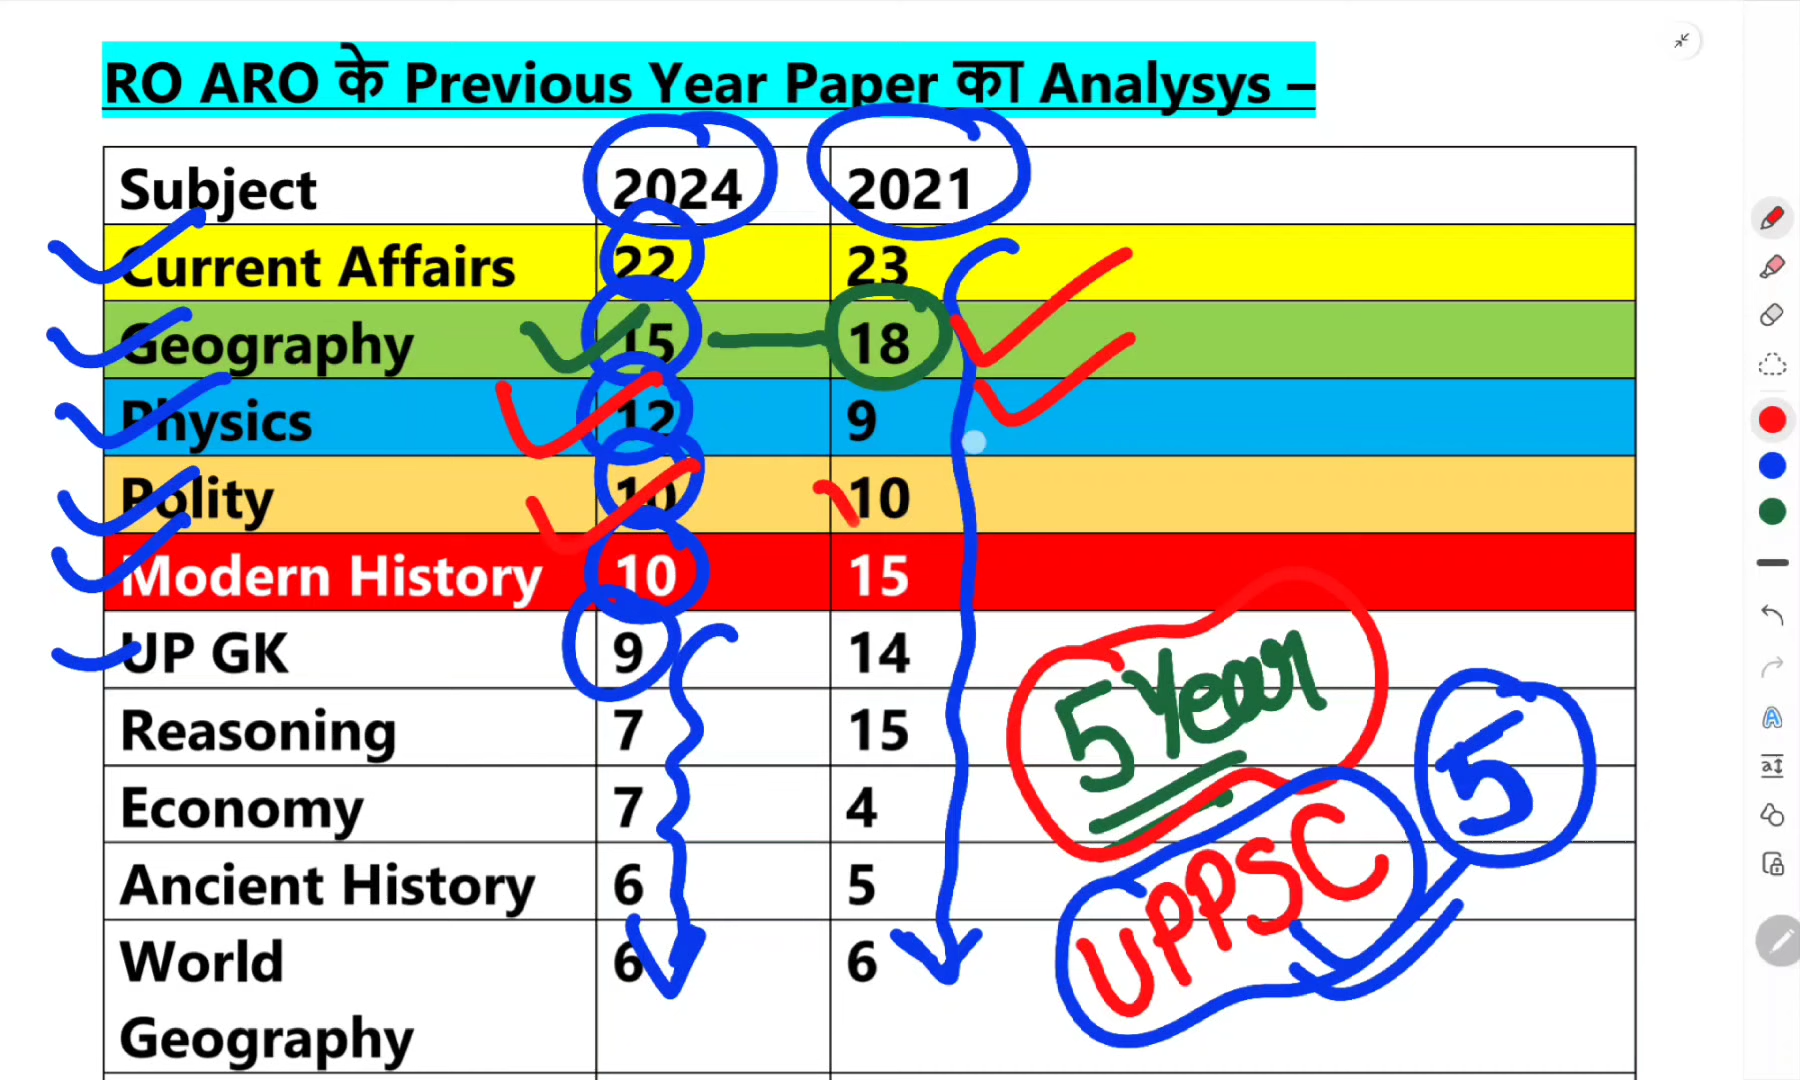 RO ARO के Previous Year Paper का Analysys –
Subject 2024 2021
Current Affairs 22 23
Geography 15 18
Physics 12 9
Polity 10 10
Modern History 10 15
UP GK 9 14
Reasoning 7 15
Economy 7 4
Ancient History 6 5
World Geography 6 6
5 Year
5
UPPSC